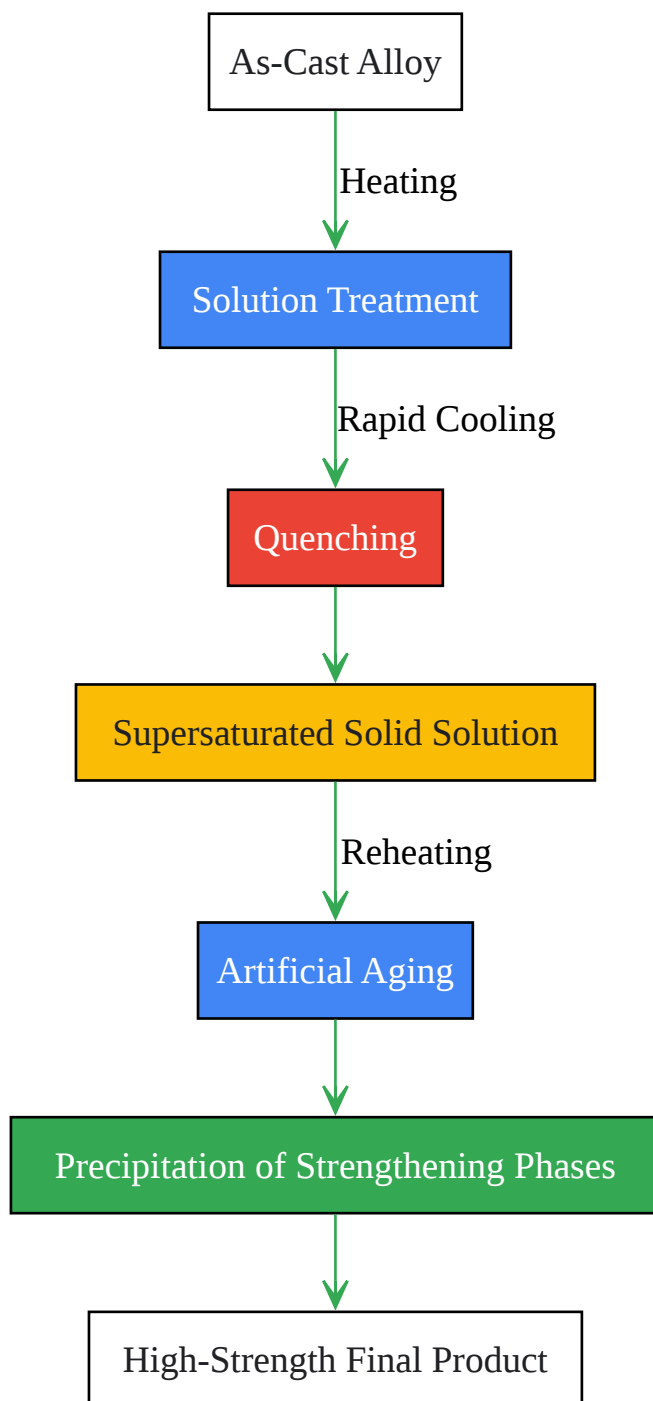 As-Cast Alloy
Heating
Solution Treatment
Rapid Cooling
Quenching
Supersaturated Solid Solution
Reheating
Artificial Aging
Precipitation of Strengthening Phases
High-Strength Final Product